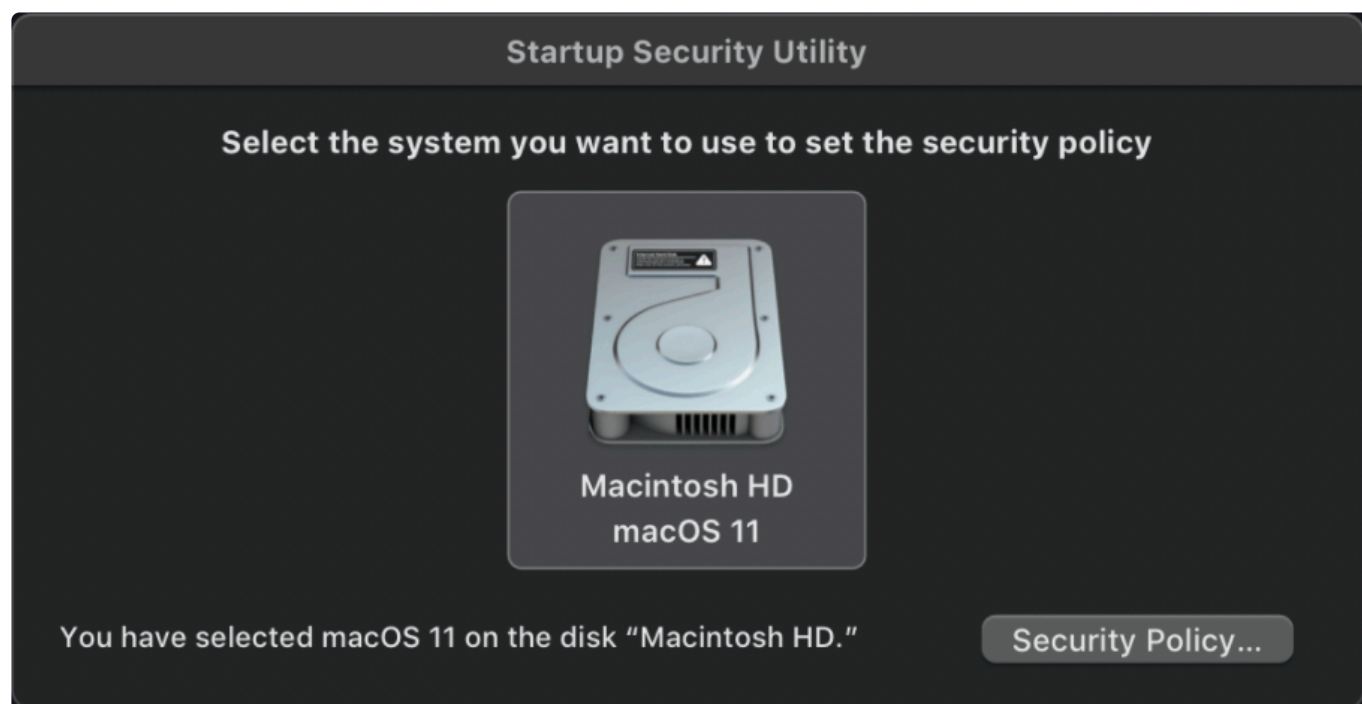 Startup Security Utility
Select the system you want to use to set the security policy
Macintosh HD
macOS 11
You have selected macOS 11 on the disk “Macintosh HD.”
Security Policy...